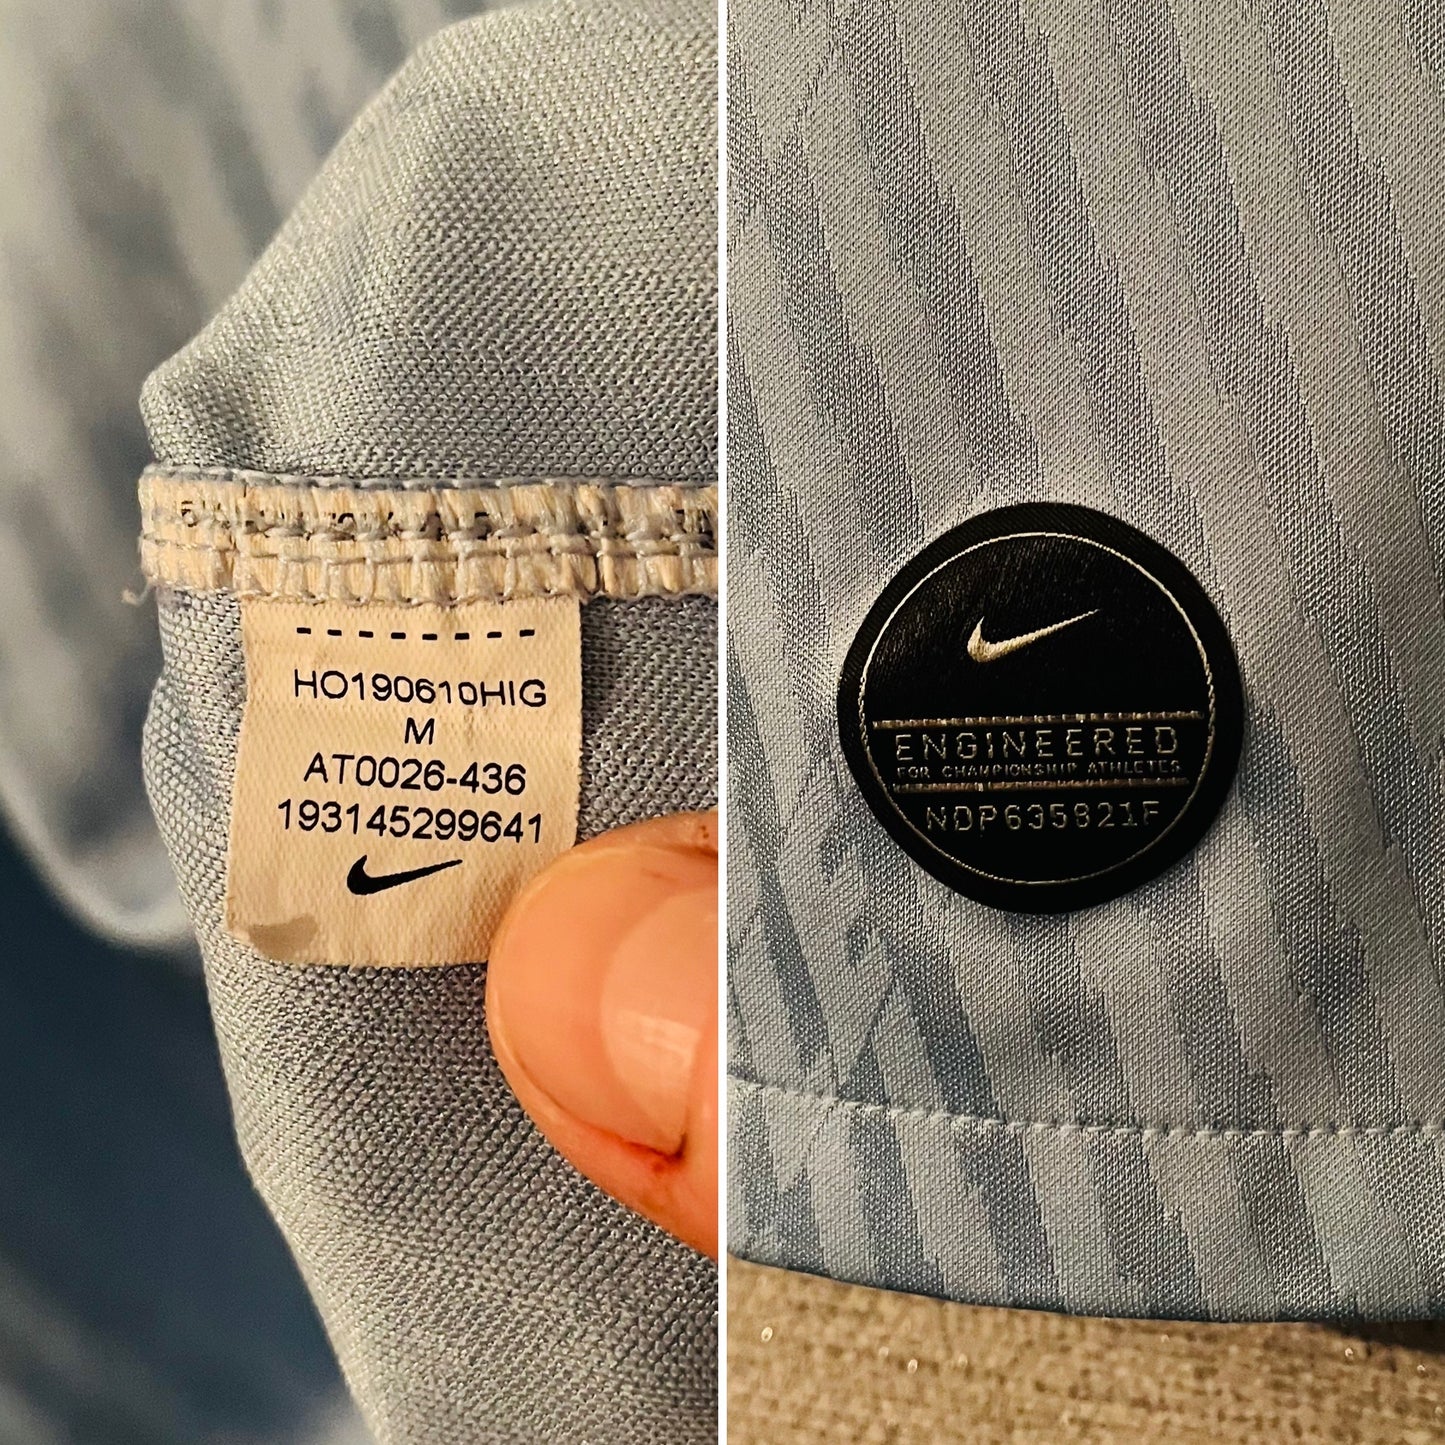 --------
HO190610HIG
M
AT0026-436
193145299641
ENGINEERED
FOR CHAMPIONSHIP ATHLETES
NDP635821F